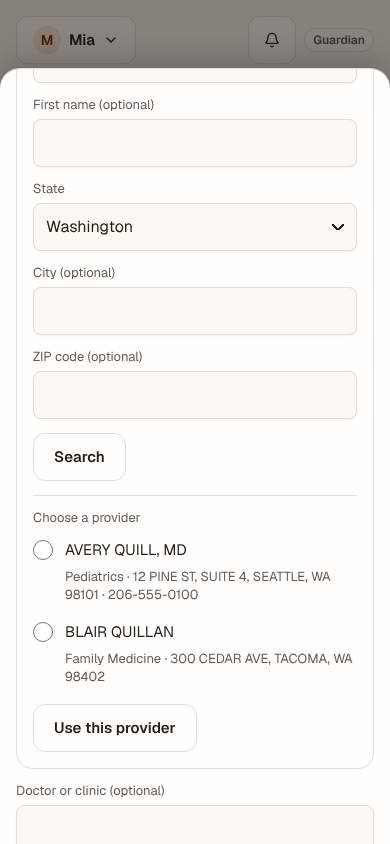 M Mia
Guardian
First name (optional)
State
Washington
City (optional)
ZIP code (optional)
Search
Choose a provider
AVERY QUILL, MD
Pediatrics · 12 PINE ST, SUITE 4, SEATTLE, WA
98101 · 206-555-0100
BLAIR QUILLAN
Family Medicine · 300 CEDAR AVE, TACOMA, WA
98402
Use this provider
Doctor or clinic (optional)